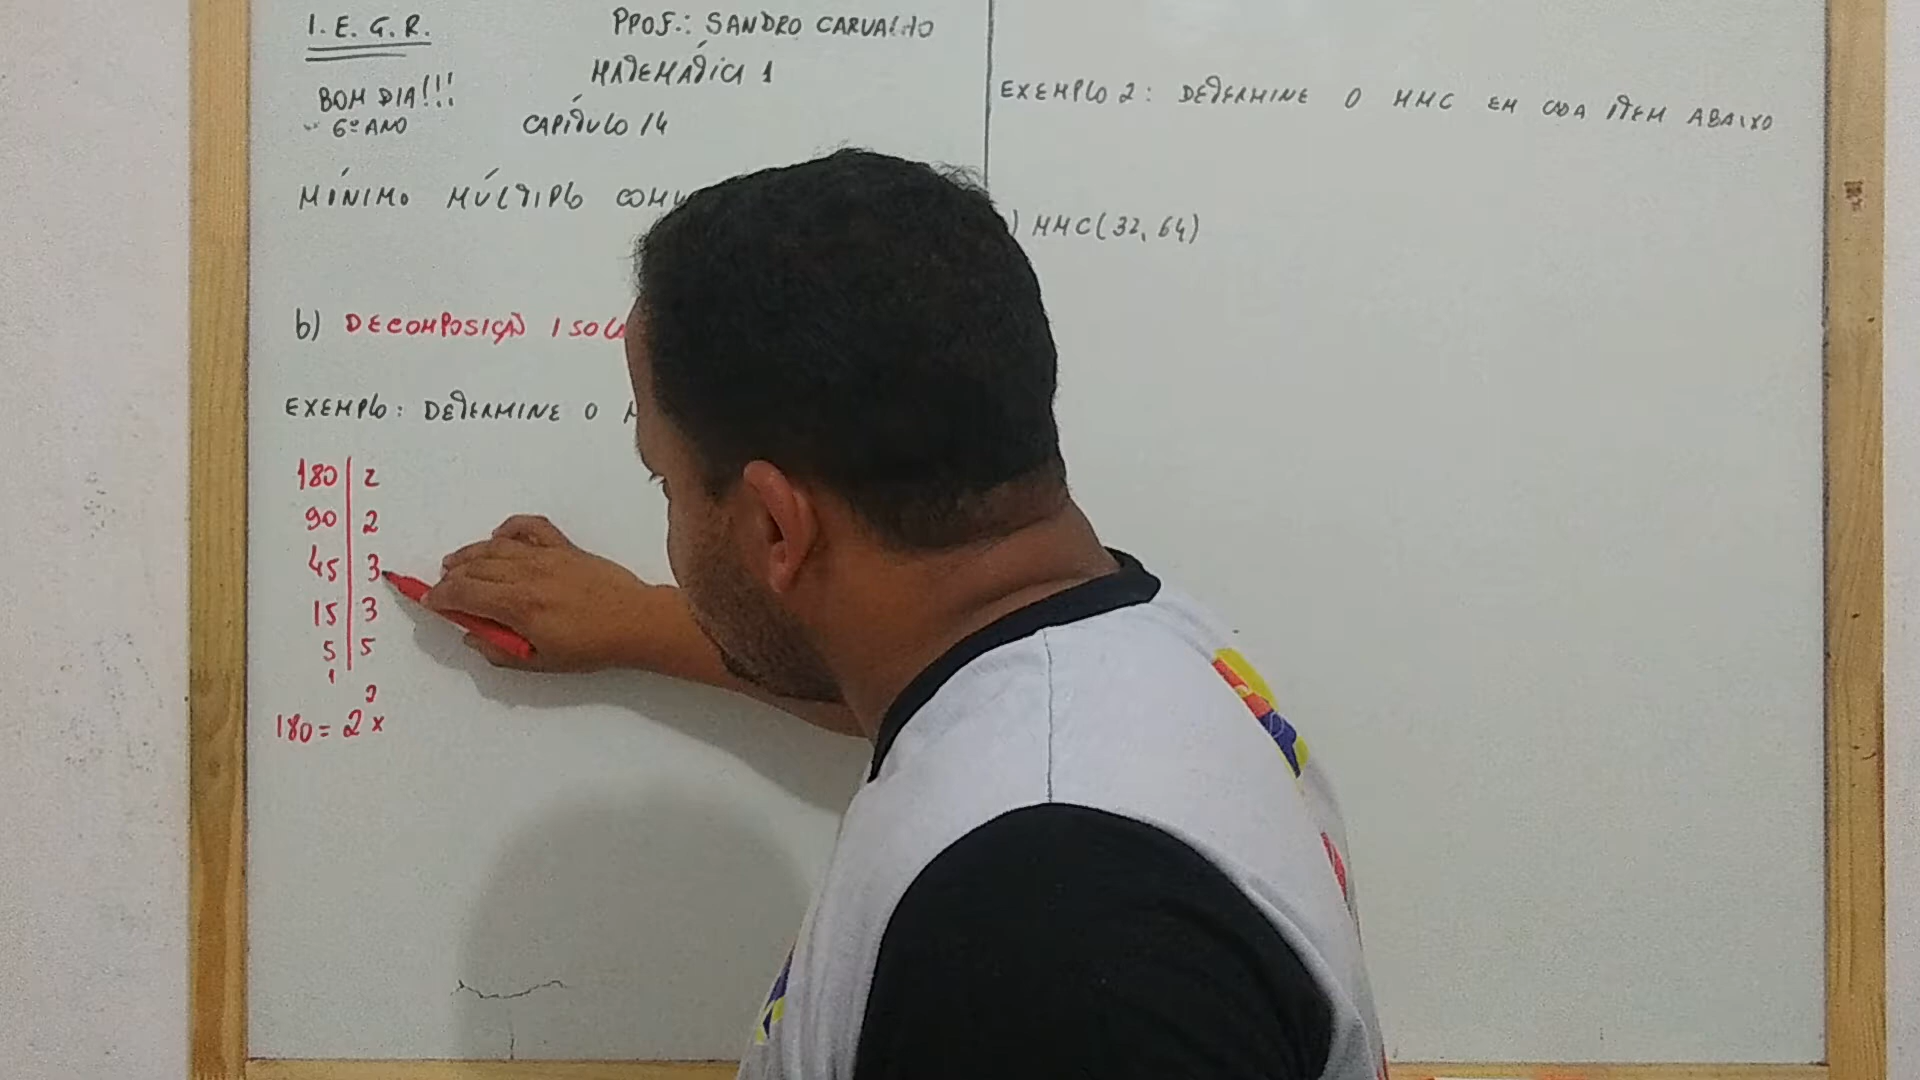 I. E. G. R.
PROF.: SANDRO CARVALHO
MATEMÁTICA 1
BOM DIA!!!
6º ANO
CAPÍTULO 14
MÍNIMO MÚLTIPLO COMU
b) DECOMPOSIÇÃO ISOL
EXEMPLO: DETERMINE O
180 | 2
90 | 2
45 | 3
15 | 3
5 | 5
1
180 = 2² x
EXEMPLO 2: DETERMINE O MMC EM CADA ITEM ABAIXO
) MMC(32, 64)